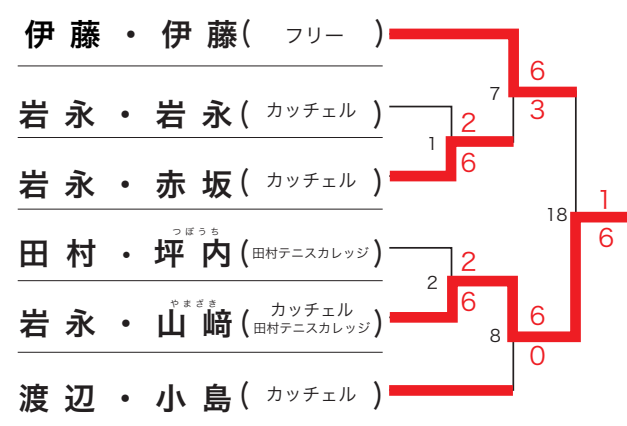 伊藤・伊藤(フリー)
岩永・岩永(カッチェル)
岩永・赤坂(カッチェル)
つぼうち
田村・坪内(田村テニスカレッジ)
やまざき
岩永・山﨑(カッチェル
田村テニスカレッジ)
渡辺・小島(カッチェル)
7
6
3
1
2
6
18
1
6
2
2
6
8
6
0